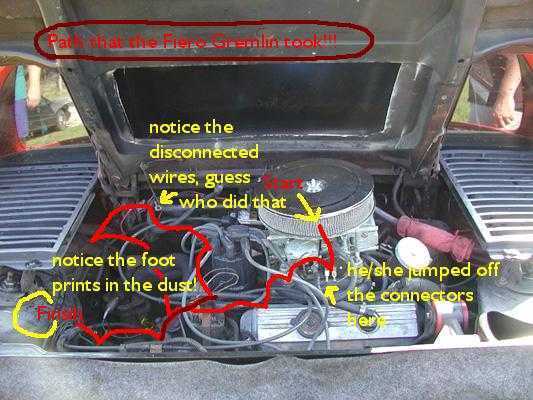 Path that the Fiero Gremlin took!!!
notice the
disconnected
wires, guess
who did that
Start
notice the foot
prints in the dust!
he/she jumped off
the connectors
here
Finish